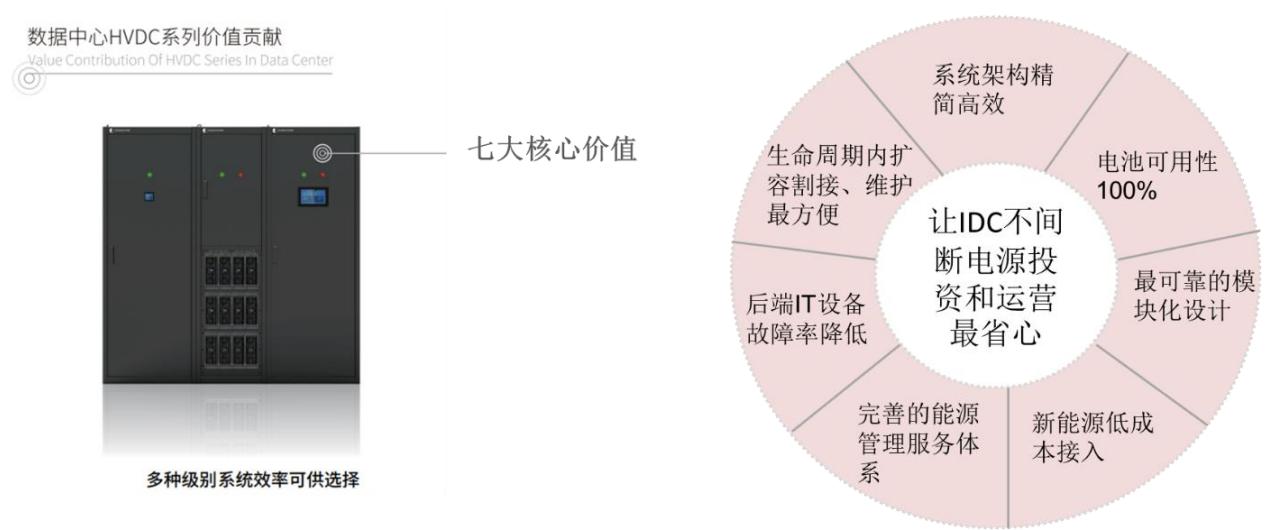 数据中心HVDC系列价值贡献
Value Contribution Of HVDC Series In Data Center
七大核心价值
多种级别系统效率可供选择
系统架构精
简高效
电池可用性
100%
最可靠的模
块化设计
新能源低成
本接入
完善的能源
管理服务体
系
后端IT设备
故障率降低
生命周期内扩
容割接、维护
最方便
让IDC不间
断电源投
资和运营
最省心